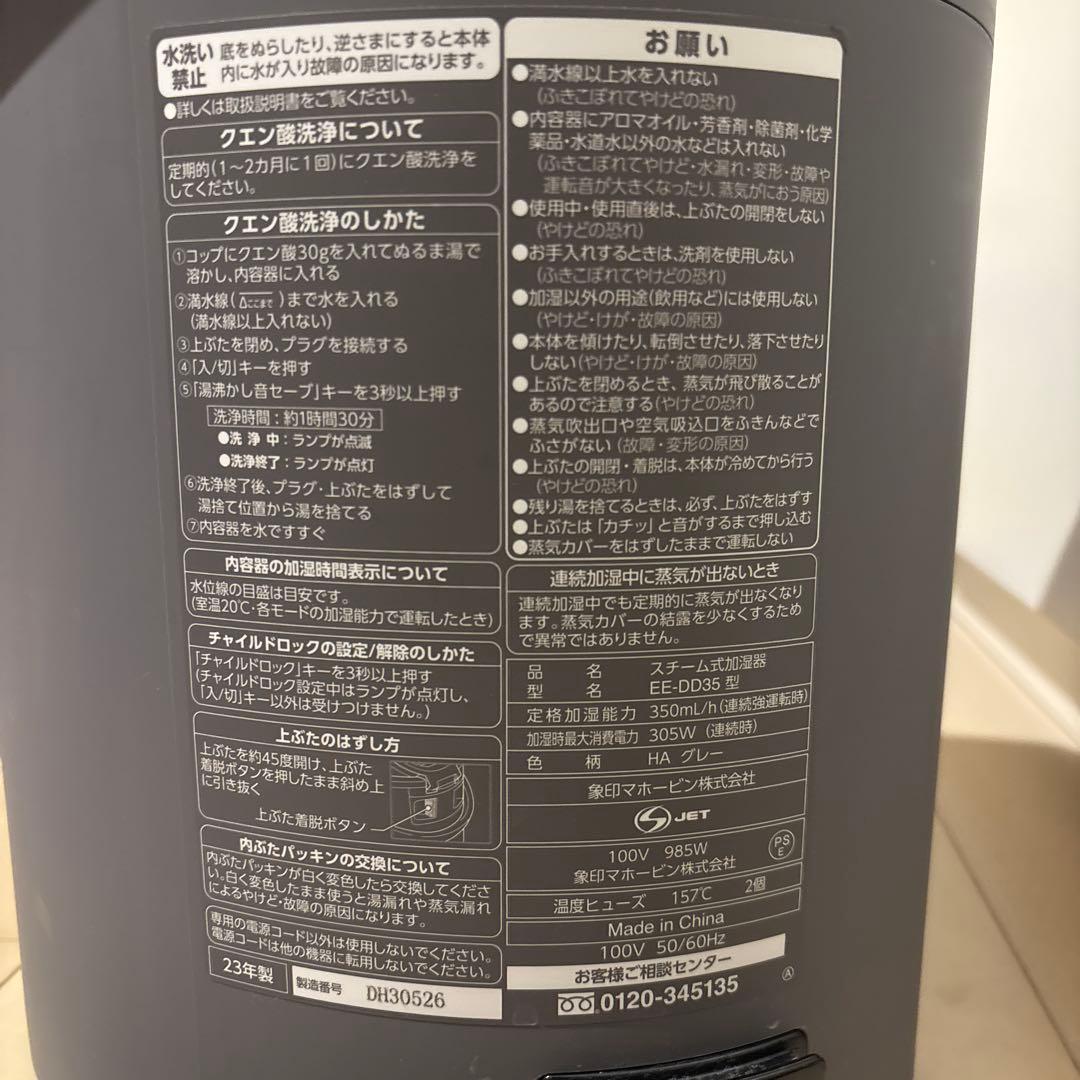 水洗い
禁止
底をぬらしたり、逆さまにすると本体
内に水が入り故障の原因になります。
●詳しくは取扱説明書をご覧ください。
クエン酸洗浄について
定期的(1～2カ月に1回)にクエン酸洗浄を
してください。
クエン酸洗浄のしかた
①コップにクエン酸30gを入れてぬるま湯で
溶かし、内容器に入れる
②満水線(△ここまで)まで水を入れる
(満水線以上入れない)
③上ぶたを閉め、プラグを接続する
④「入/切」キーを押す
⑤「湯沸かし音セーブ」キーを3秒以上押す
洗浄時間：約1時間30分
●洗 浄 中：ランプが点滅
●洗浄終了：ランプが点灯
⑥洗浄終了後、プラグ・上ぶたをはずして
湯捨て位置から湯を捨てる
⑦内容器を水ですすぐ
内容器の加湿時間表示について
水位線の目盛は目安です。
(室温20℃・各モードの加湿能力で運転したとき)
チャイルドロックの設定/解除のしかた
「チャイルドロック」キーを3秒以上押す
(チャイルドロック設定中はランプが点灯し、
「入/切」キー以外は受けつけません。)
上ぶたのはずし方
上ぶたを約45度開け、上ぶた
着脱ボタンを押したまま斜め上
に引き抜く
上ぶた着脱ボタン
内ぶたパッキンの交換について
内ぶたパッキンが白く変色したら交換してくださ
い。白く変色したまま使うと湯漏れや蒸気漏れ
によるやけど・故障の原因になります。
専用の電源コード以外は使用しないでください。
電源コードは他の機器に転用しないでください。
23年製
製造番号 DH30526
お願い
●満水線以上水を入れない
(ふきこぼれてやけどの恐れ)
●内容器にアロマオイル・芳香剤・除菌剤・化学
薬品・水道水以外の水などは入れない
(ふきこぼれてやけど・水漏れ・変形・故障や
運転音が大きくなったり、蒸気がにおう原因)
●使用中・使用直後は、上ぶたの開閉をしない
(やけどの恐れ)
●お手入れするときは、洗剤を使用しない
(ふきこぼれてやけどの恐れ)
●加湿以外の用途(飲用など)には使用しない
(やけど・けが・故障の原因)
●本体を傾けたり、転倒させたり、落下させたり
しない(やけど・けが・故障の原因)
●上ぶたを閉めるとき、蒸気が飛び散ることが
あるので注意する(やけどの恐れ)
●蒸気吹出口や空気吸込口をふきんなどで
ふさがない(故障・変形の原因)
●上ぶたの開閉・着脱は、本体が冷めてから行う
(やけどの恐れ)
●残り湯を捨てるときは、必ず、上ぶたをはずす
●上ぶたは「カチッ」と音がするまで押し込む
●蒸気カバーをはずしたままで運転しない
連続加湿中に蒸気が出ないとき
連続加湿中でも定期的に蒸気が出なくなり
ます。蒸気カバーの結露を少なくするため
で異常ではありません。
品 名 スチーム式加湿器
型 名 EE-DD35 型
定格加湿能力 350mL/h(連続強運転時)
加湿時最大消費電力 305W (連続時)
色 柄 HA グレー
象印マホービン株式会社
JET
100V 985W
象印マホービン株式会社
PS
E
温度ヒューズ 157℃ 2個
Made in China
100V 50/60Hz
お客様ご相談センター
0120-345135
Ⓐ